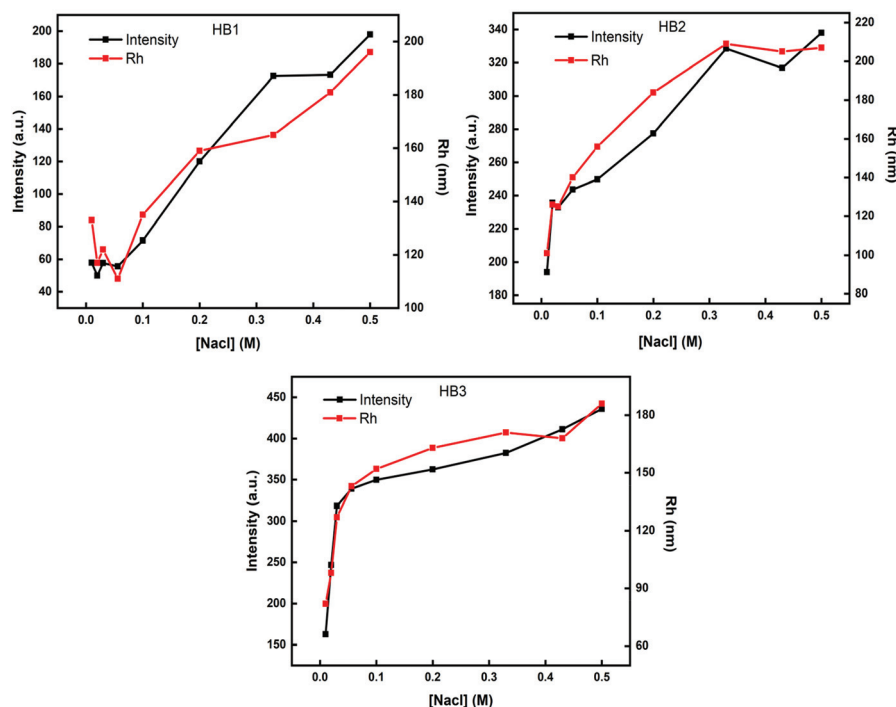 HB1
Intensity
Rh
200
180
160
140
120
100
80
60
40
Intensity (a.u.)
200
180
160
140
120
100
Rh (nm)
0.0 0.1 0.2 0.3 0.4 0.5
[Nacl] (M)
HB2
Intensity
Rh
340
320
300
280
260
240
220
200
180
Intensity (a.u.)
220
200
180
160
140
120
100
80
Rh (nm)
0.0 0.1 0.2 0.3 0.4 0.5
[Nacl] (M)
HB3
Intensity
Rh
450
400
350
300
250
200
150
Intensity (a.u.)
180
150
120
90
60
Rh (nm)
0.0 0.1 0.2 0.3 0.4 0.5
[Nacl] (M)